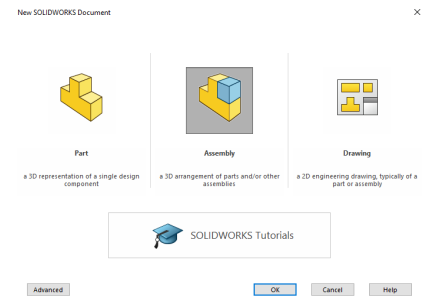 New SOLIDWORKS Document
Part
Assembly
Drawing
a 3D representation of a single design
component
a 3D arrangement of parts and/or other
assemblies
a 2D engineering drawing, typically of a
part or assembly
SOLIDWORKS Tutorials
Advanced
OK
Cancel
Help